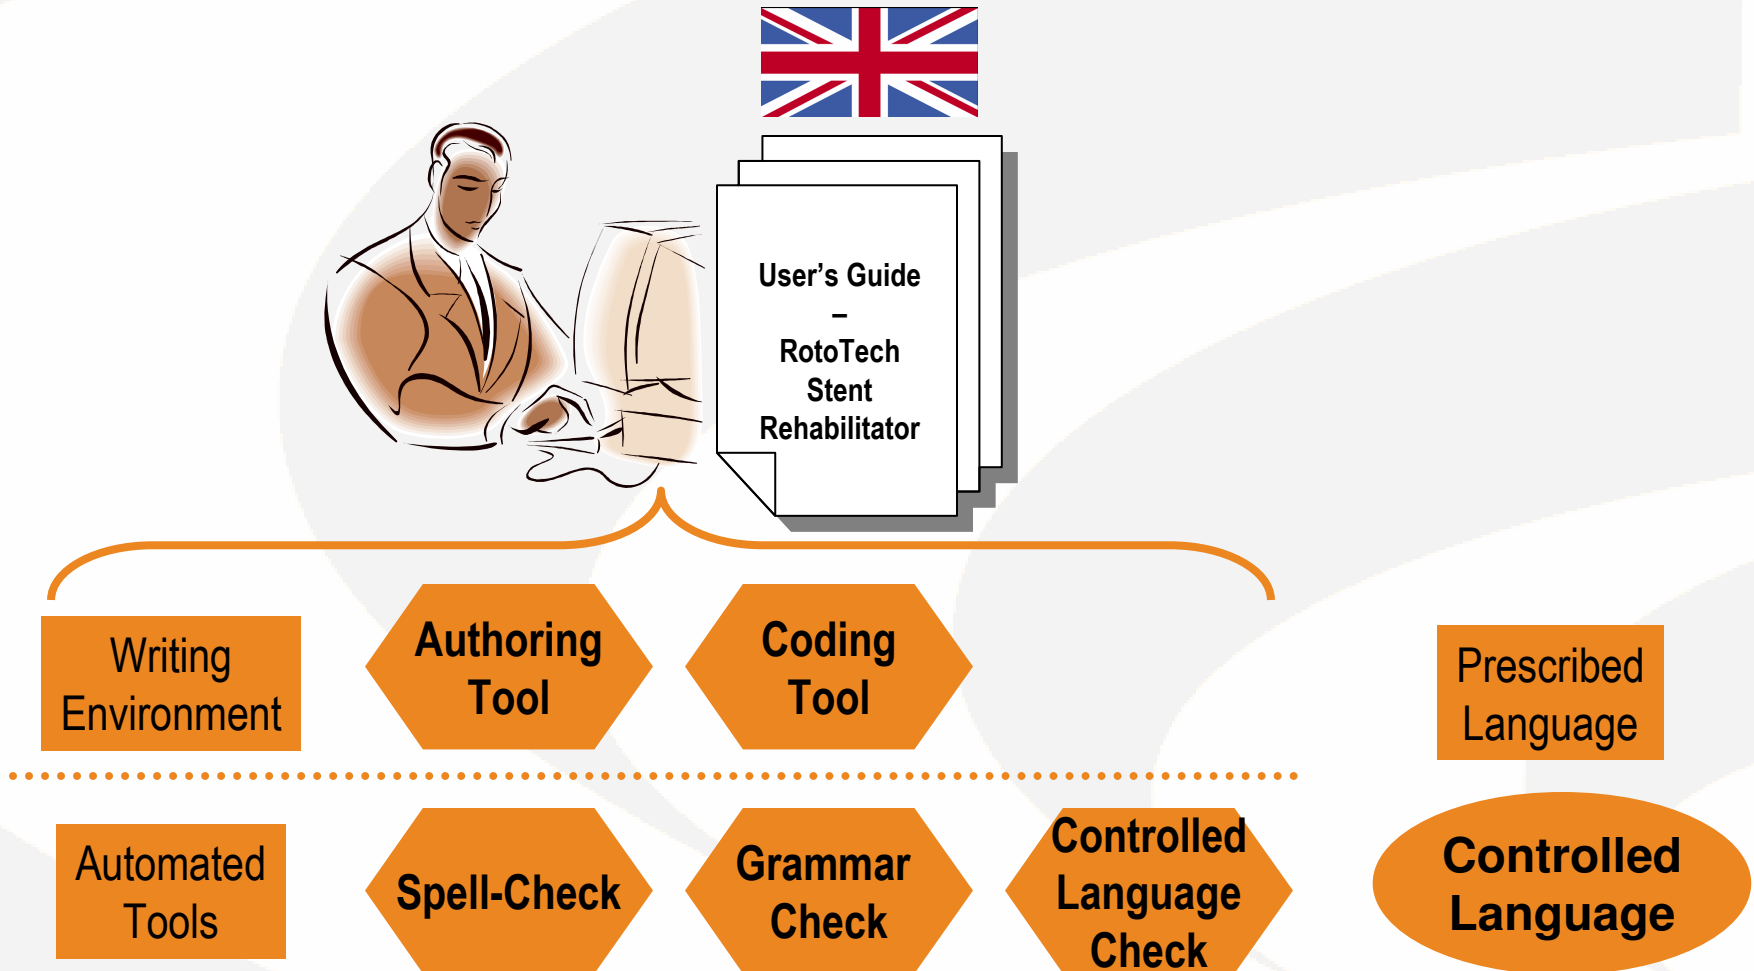 User's Guide
–
RotoTech
Stent
Rehabilitator
Writing
Environment
Authoring
Tool
Coding
Tool
Prescribed
Language
Automated
Tools
Spell-Check
Grammar
Check
Controlled
Language
Check
Controlled
Language